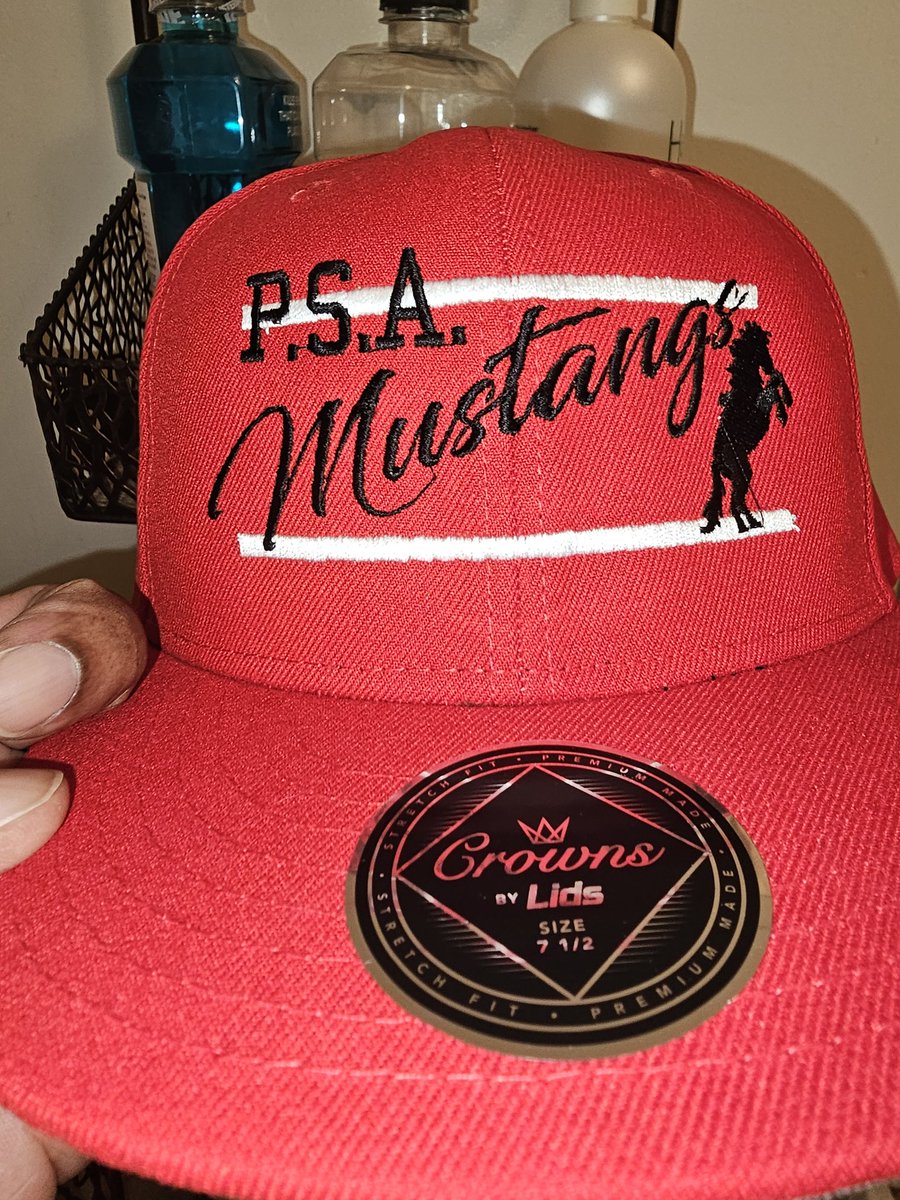 P.S.A.
Mustangs
STRETCH FIT • PREMIUM MADE •
Crowns
BY Lids
SIZE
7 1/2
STRETCH FIT • PREMIUM MADE •